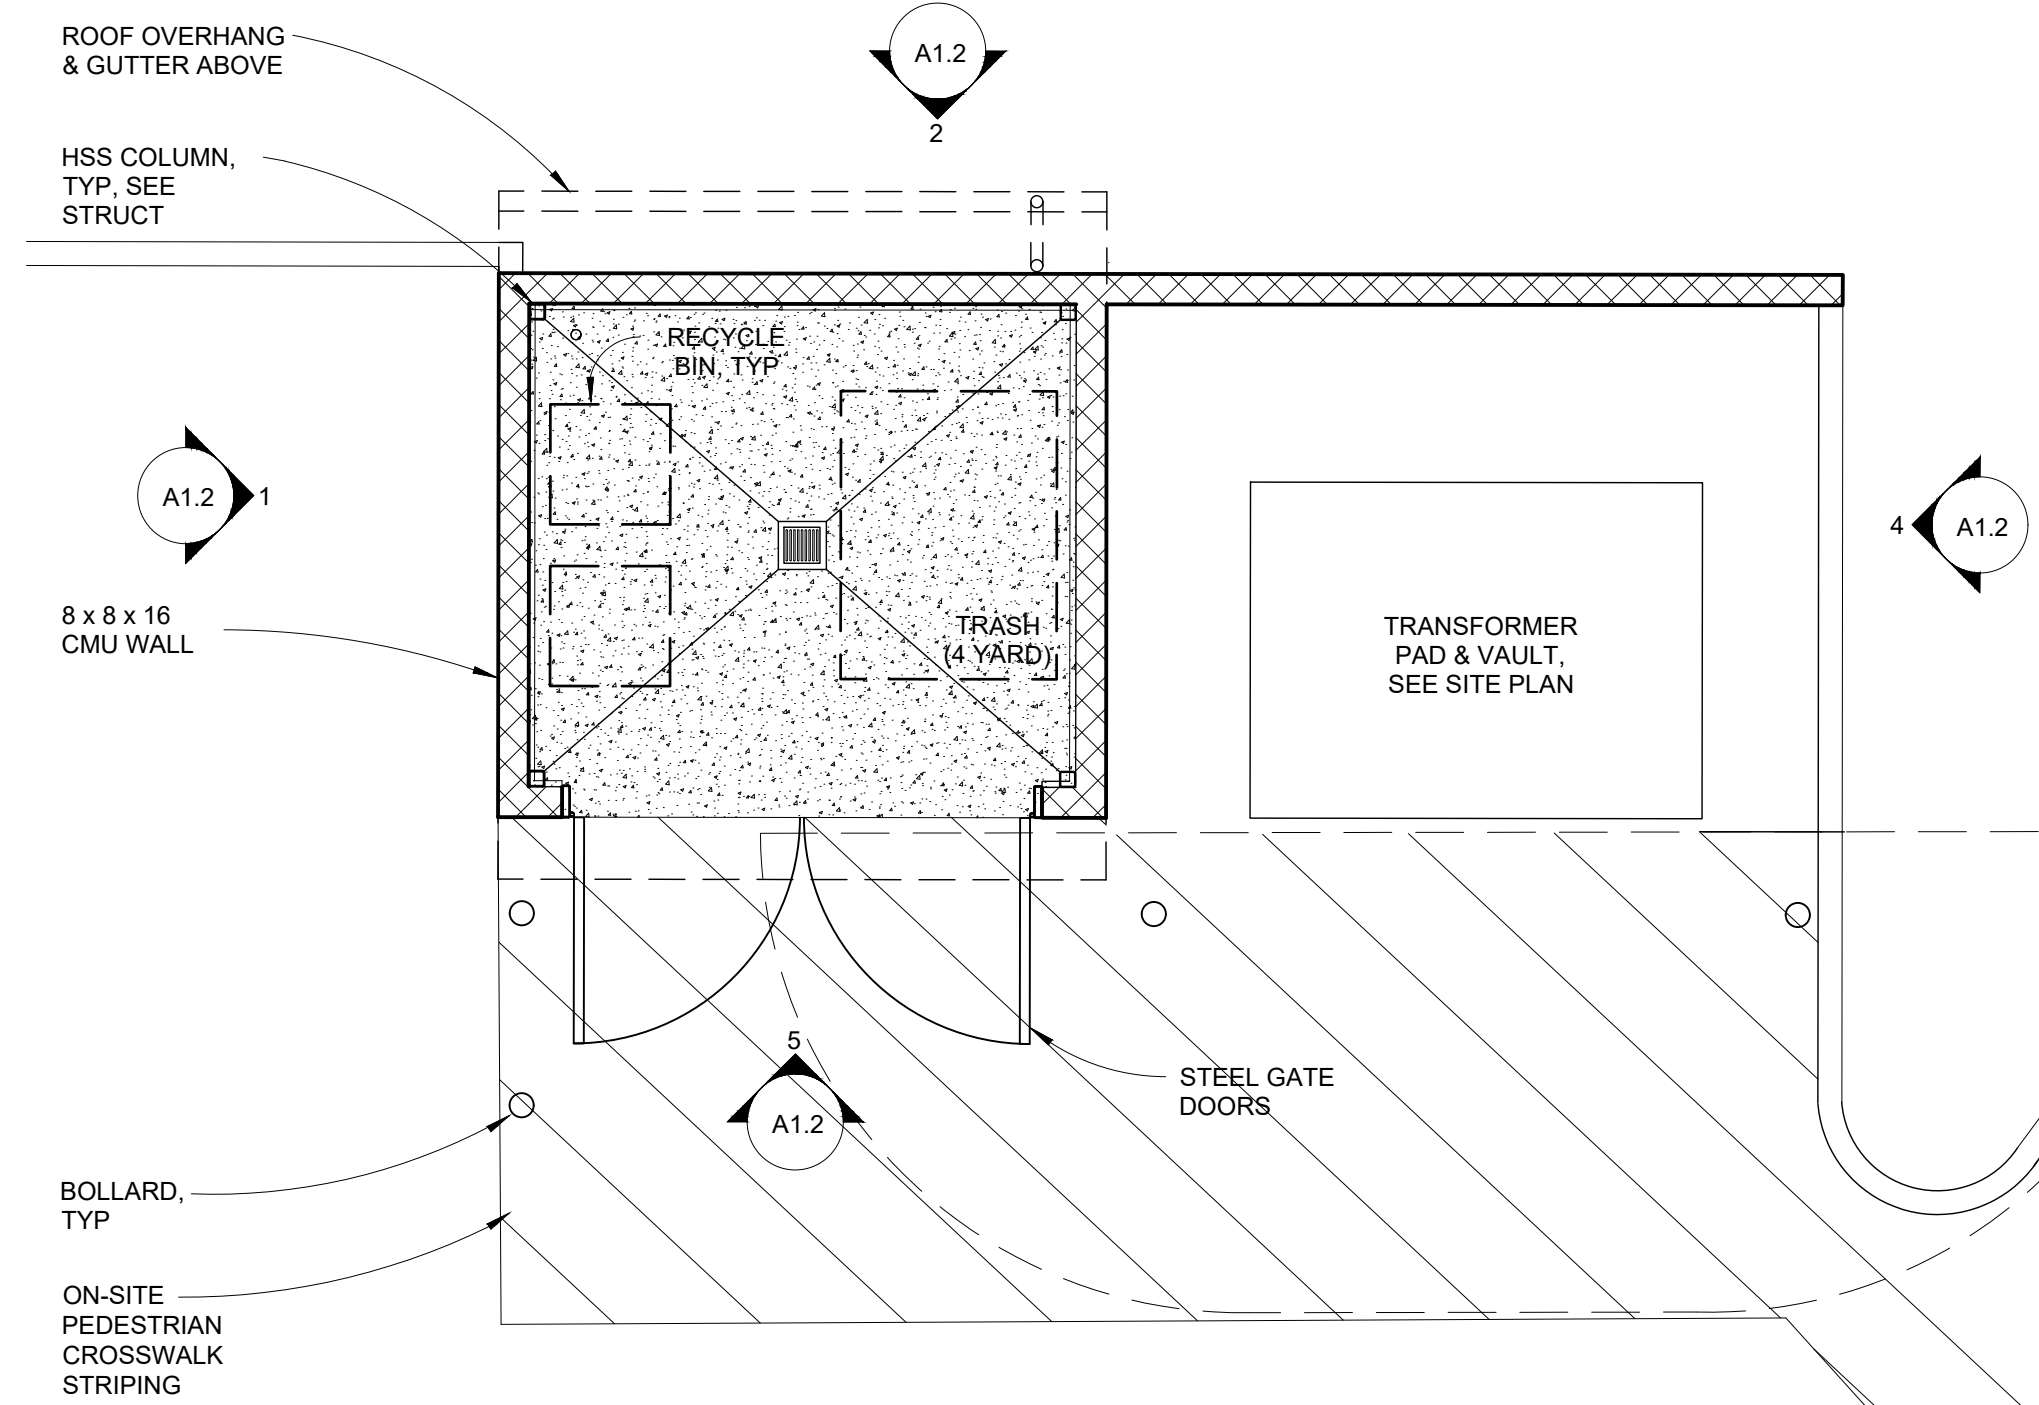 ROOF OVERHANG
& GUTTER ABOVE
A1.2
2
HSS COLUMN,
TYP, SEE
STRUCT
RECYCLE
BIN, TYP
A1.2
1
4
A1.2
8 x 8 x 16
CMU WALL
TRASH
(4 YARD)
TRANSFORMER
PAD & VAULT,
SEE SITE PLAN
5
A1.2
STEEL GATE
DOORS
BOLLARD,
TYP
ON-SITE
PEDESTRIAN
CROSSWALK
STRIPING